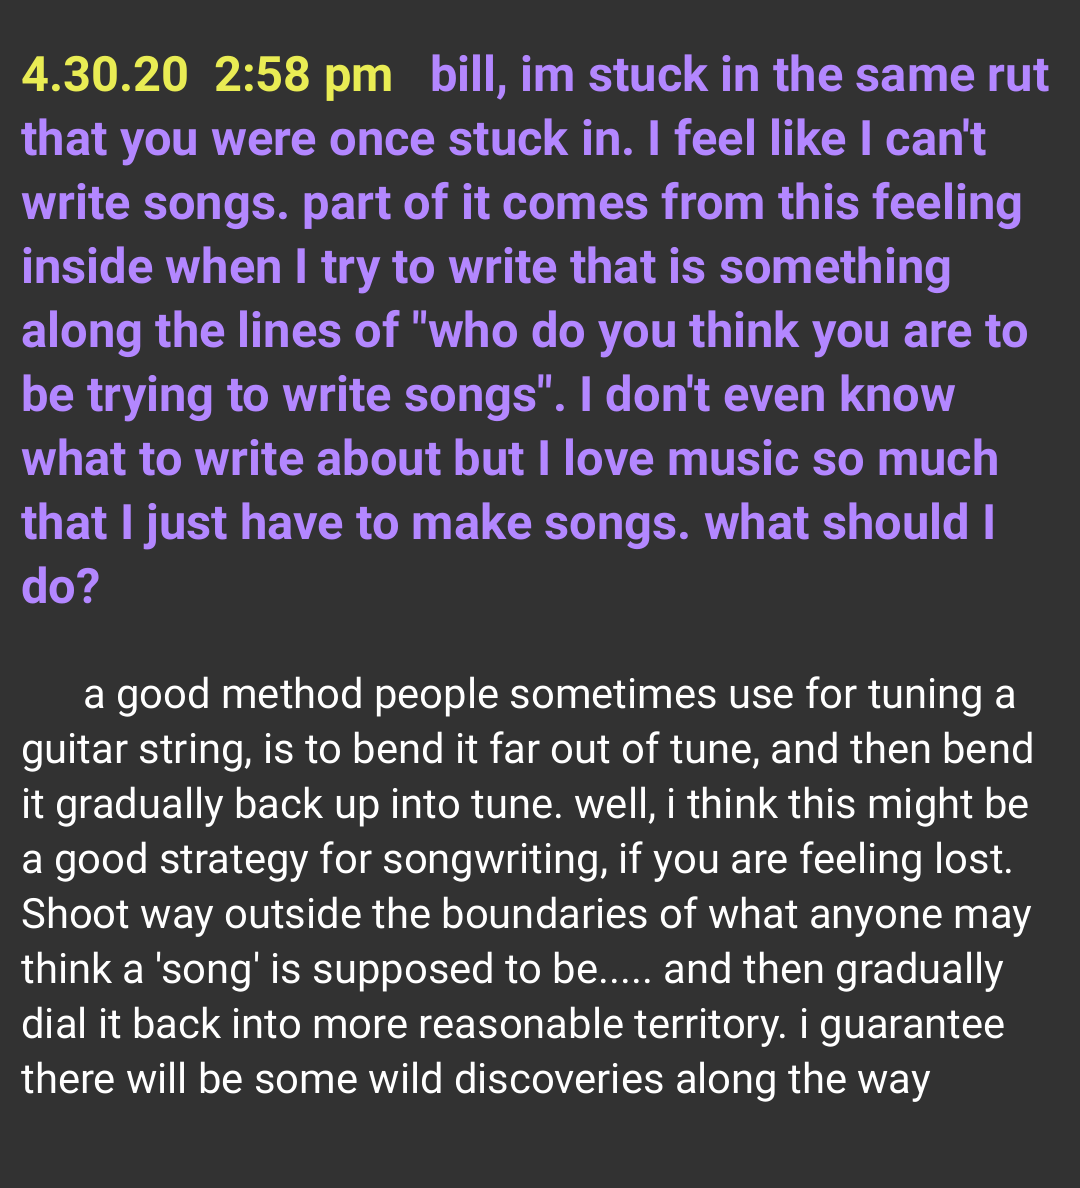 4.30.20 2:58 pm bill, im stuck in the same rut
that you were once stuck in. I feel like I can't
write songs. part of it comes from this feeling
inside when I try to write that is something
along the lines of "who do you think you are to
be trying to write songs". I don't even know
what to write about but I love music so much
that I just have to make songs. what should I
do?
a good method people sometimes use for tuning a
guitar string, is to bend it far out of tune, and then bend
it gradually back up into tune. well, i think this might be
a good strategy for songwriting, if you are feeling lost.
Shoot way outside the boundaries of what anyone may
think a 'song' is supposed to be..... and then gradually
dial it back into more reasonable territory. i guarantee
there will be some wild discoveries along the way